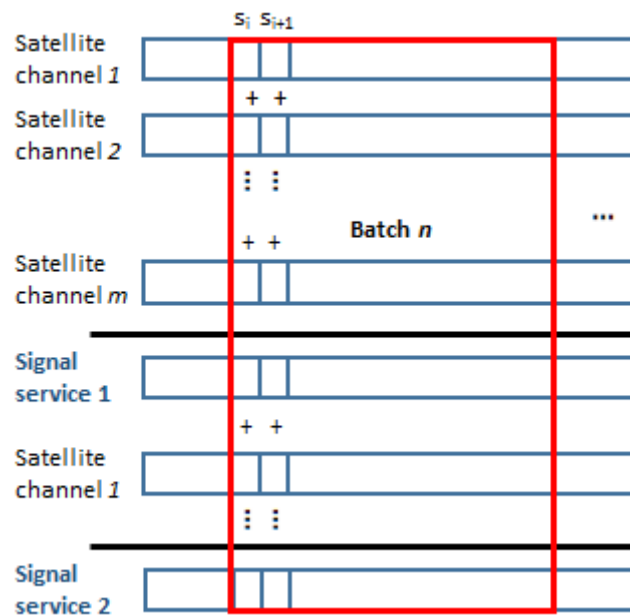 sᵢ sᵢ₊₁
Satellite
channel 1
+ +
Satellite
channel 2
⋮ ⋮
Batch n
...
+ +
Satellite
channel m
Signal
service 1
+ +
Satellite
channel 1
⋮ ⋮
Signal
service 2